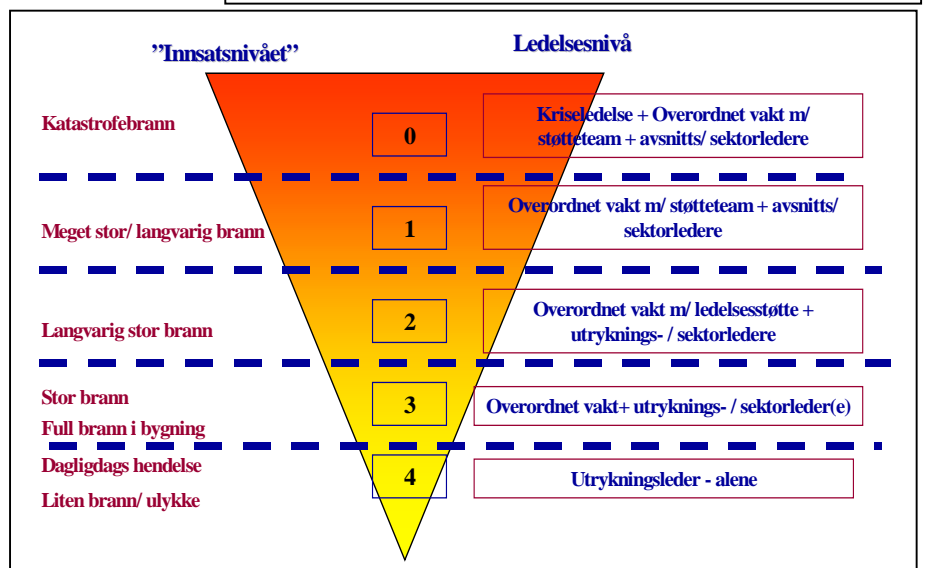 ”Innsatsnivået”
Ledelsesnivå
Katastrofebrann
0
Kriseledelse + Overordnet vakt m/
støtteteam + avsnitts/ sektorledere
Meget stor/ langvarig brann
1
Overordnet vakt m/ støtteteam + avsnitts/
sektorledere
Langvarig stor brann
2
Overordnet vakt m/ ledelsesstøtte +
utryknings- / sektorledere
Stor brann
Full brann i bygning
3
Overordnet vakt+ utryknings- / sektorleder(e)
Dagligdags hendelse
Liten brann/ ulykke
4
Utrykningsleder - alene